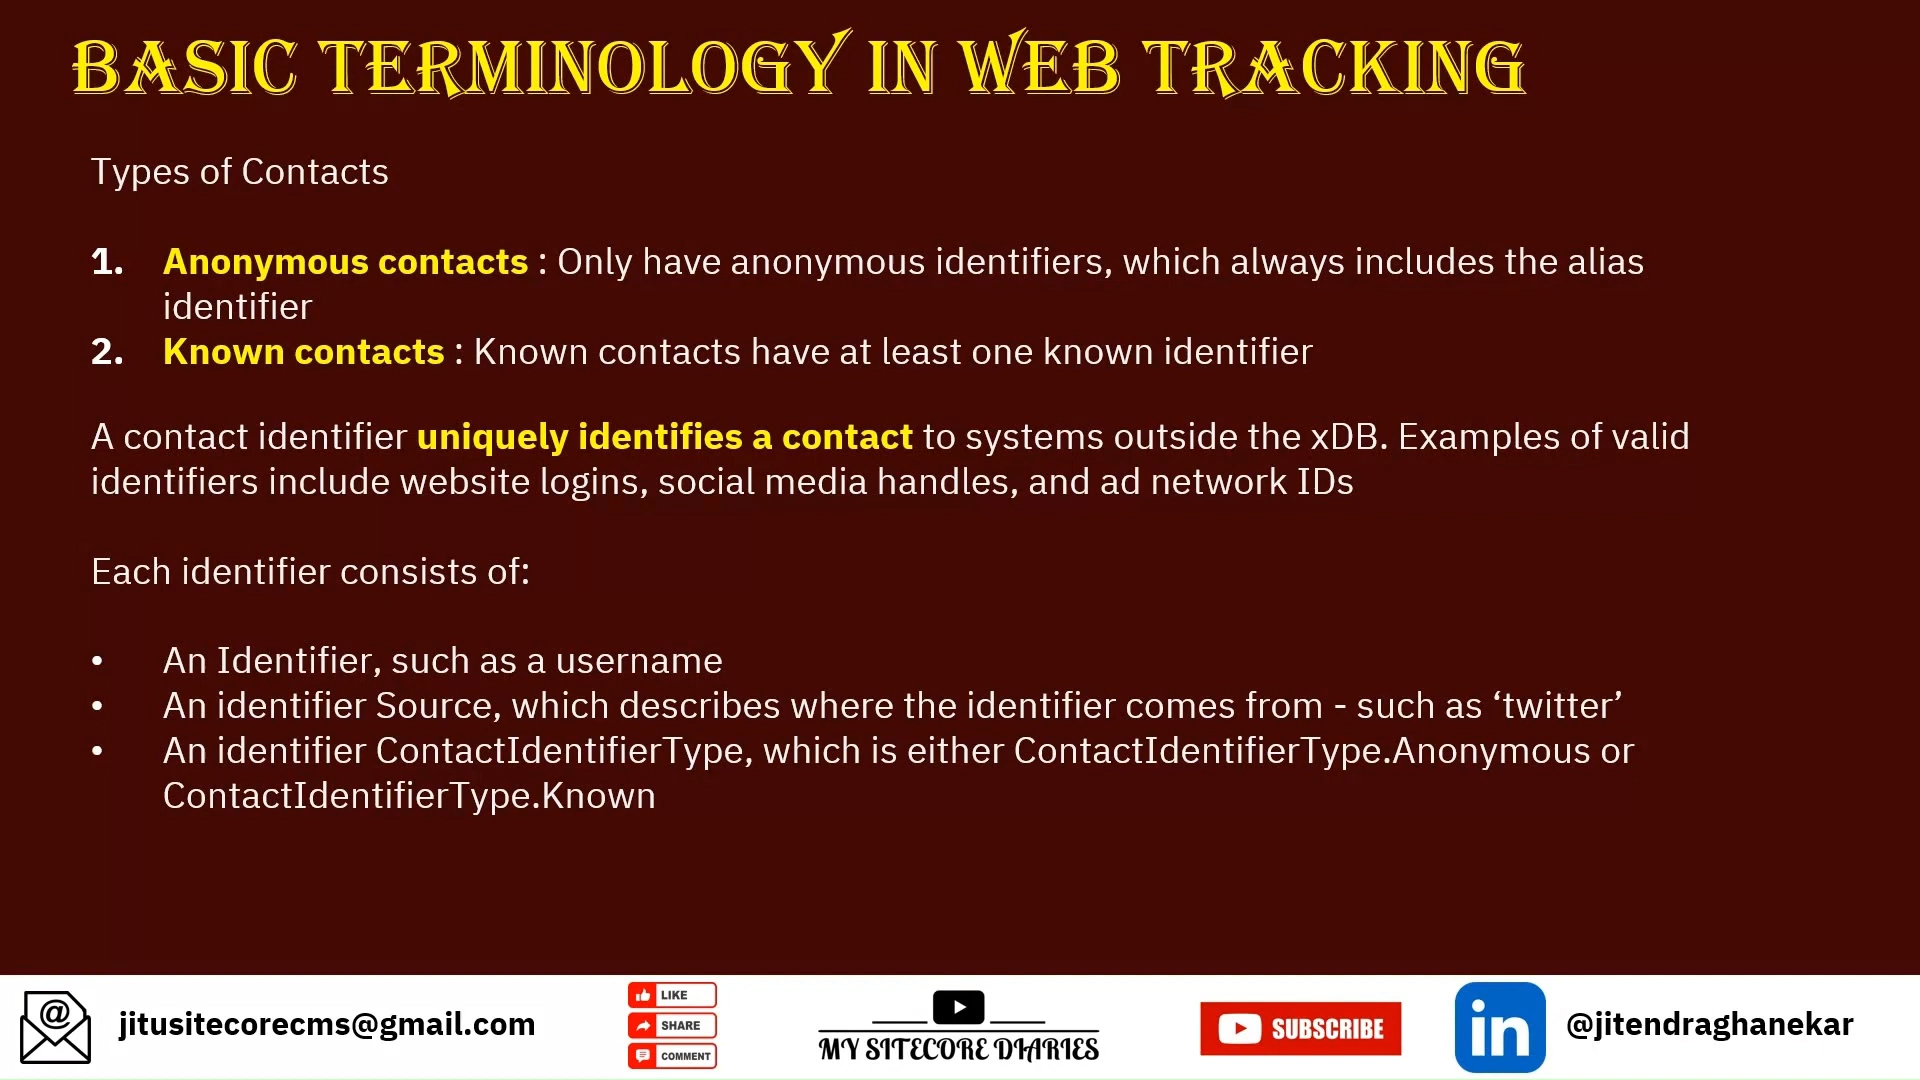 BASIC TERMINOLOGY IN WEB TRACKING
Types of Contacts
1. Anonymous contacts : Only have anonymous identifiers, which always includes the alias
identifier
2. Known contacts : Known contacts have at least one known identifier
A contact identifier uniquely identifies a contact to systems outside the xDB. Examples of valid
identifiers include website logins, social media handles, and ad network IDs
Each identifier consists of:
• An Identifier, such as a username
• An identifier Source, which describes where the identifier comes from - such as ‘twitter’
• An identifier ContactIdentifierType, which is either ContactIdentifierType.Anonymous or
ContactIdentifierType.Known
@
jitusitecorecms@gmail.com
LIKE
SHARE
COMMENT
MY SITECORE DIARIES
SUBSCRIBE
in
@jitendraghanekar